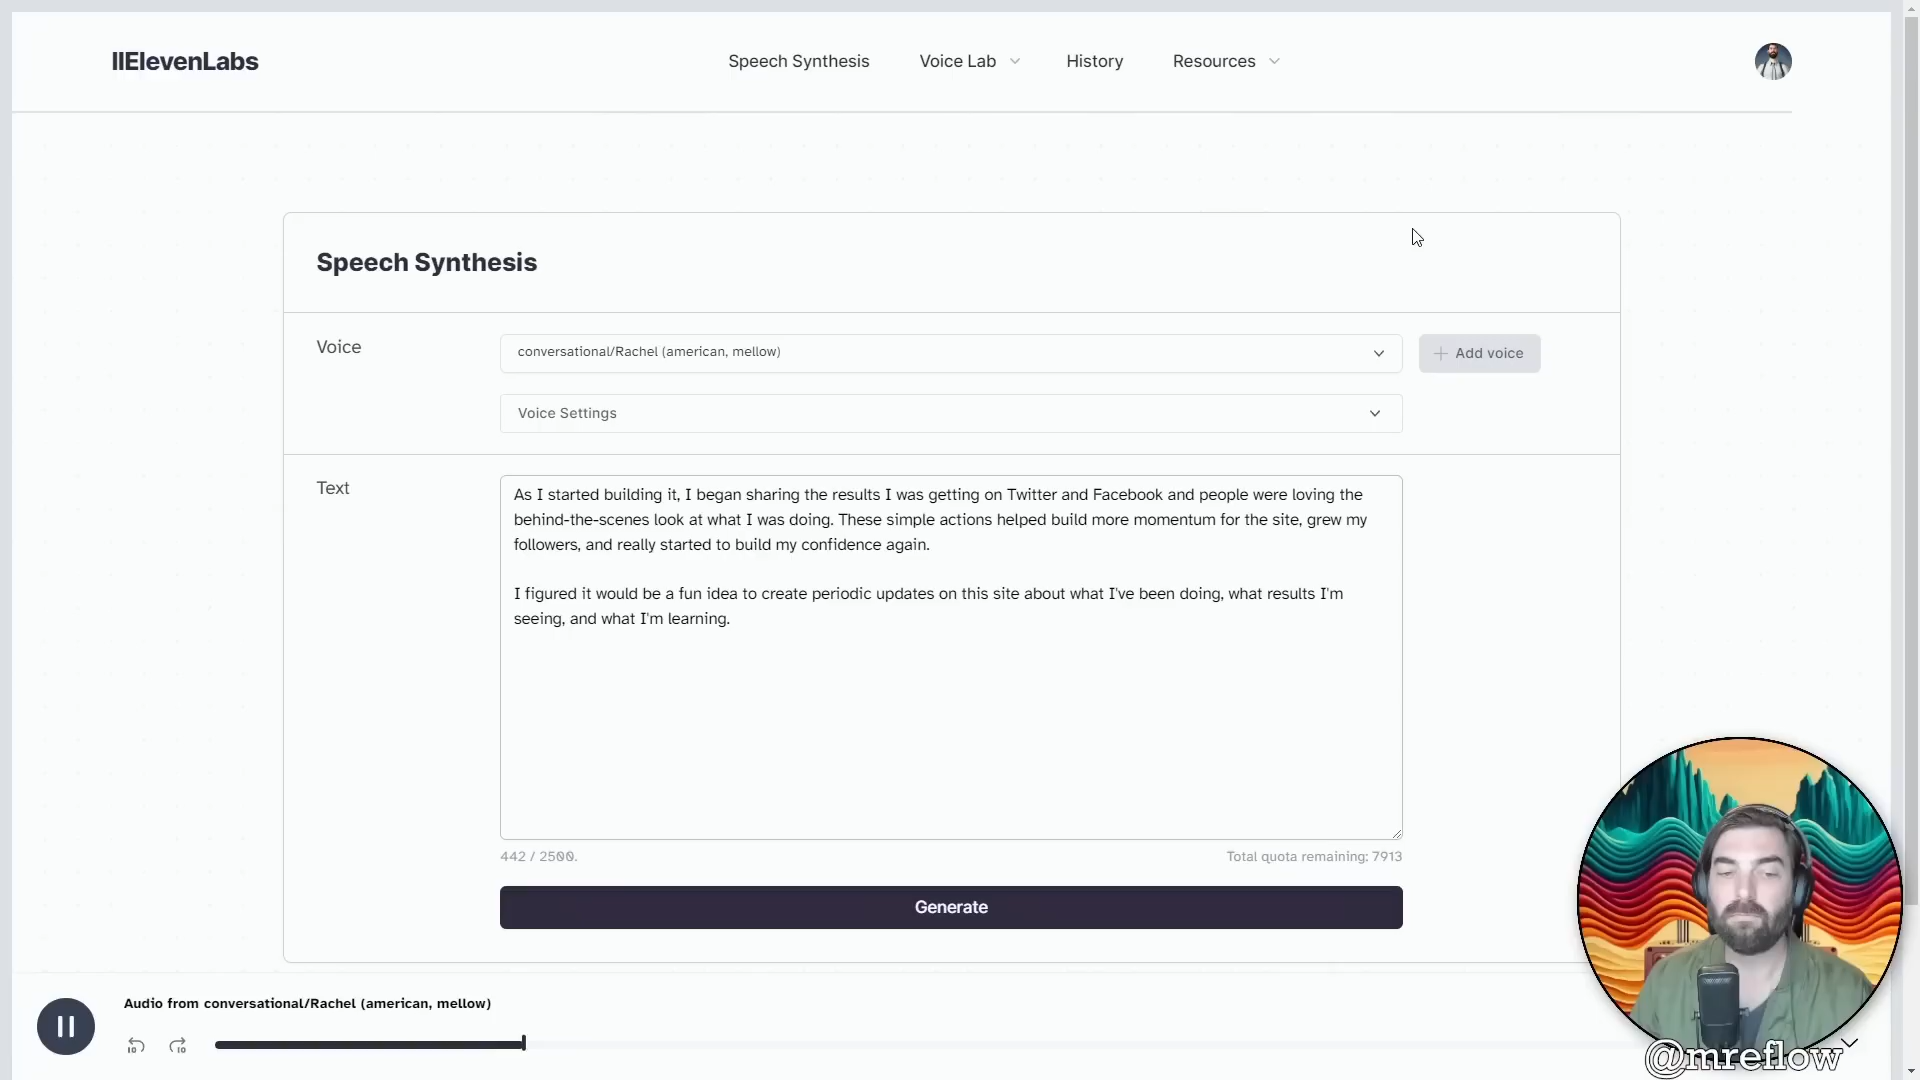 IIElevenLabs
Speech Synthesis
Voice Lab
History
Resources
Speech Synthesis
Voice
conversational/Rachel (american, mellow)
Add voice
Voice Settings
Text
As I started building it, I began sharing the results I was getting on Twitter and Facebook and people were loving the
behind-the-scenes look at what I was doing. These simple actions helped build more momentum for the site, grew my
followers, and really started to build my confidence again.
I figured it would be a fun idea to create periodic updates on this site about what I've been doing, what results I'm
seeing, and what I'm learning.
442 / 2500.
Total quota remaining: 7913
Generate
Audio from conversational/Rachel (american, mellow)
10
10
@mreflow